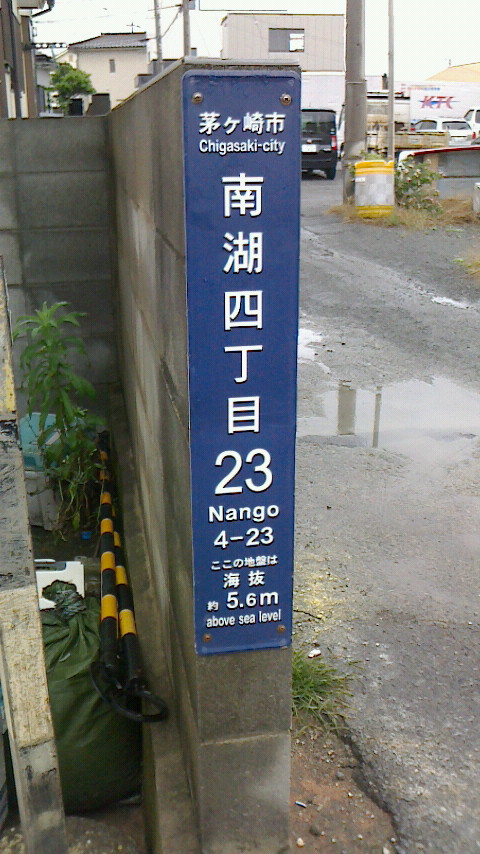 茅ヶ崎市
Chigasaki-city
南湖四丁目
23
Nango
4-23
ここの地盤は
海抜
約5.6m
above sea level
KTC